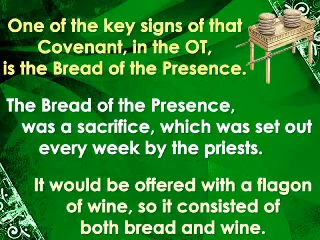 One of the key signs of that
Covenant, in the OT,
is the Bread of the Presence.
The Bread of the Presence,
was a sacrifice, which was set out
every week by the priests.
It would be offered with a flagon
of wine, so it consisted of
both bread and wine.